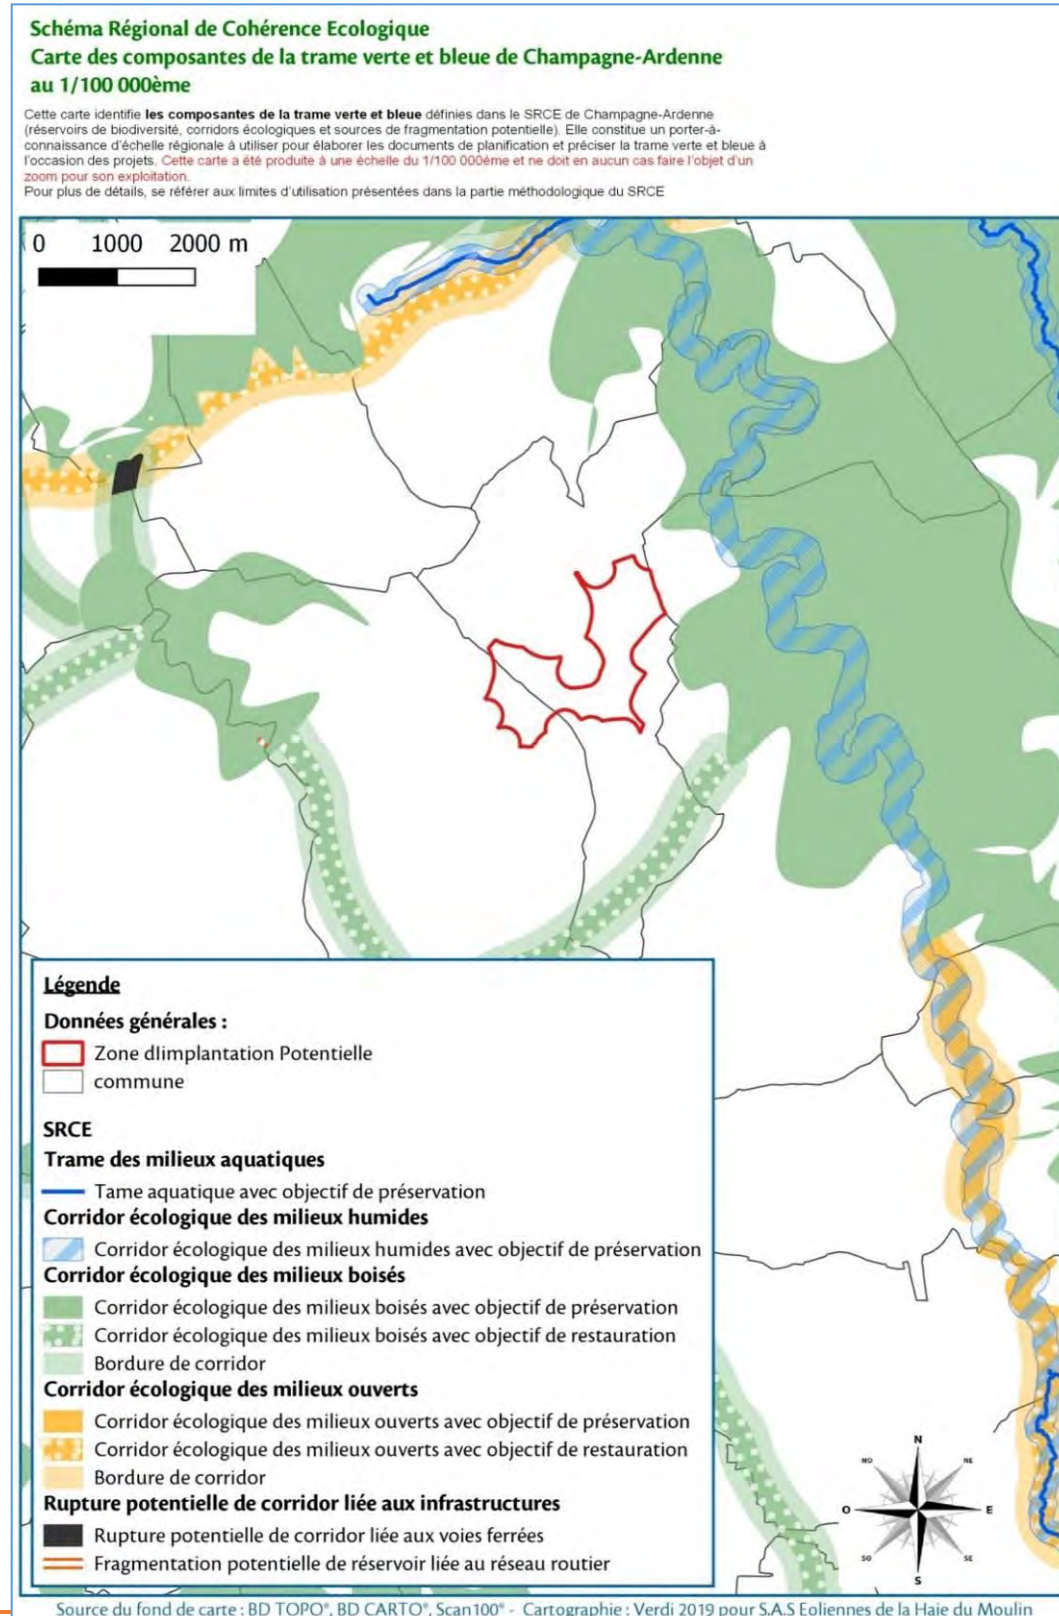 Schéma Régional de Cohérence Ecologique
Carte des composantes de la trame verte et bleue de Champagne-Ardenne
au 1/100 000ème
Cette carte identifie les composantes de la trame verte et bleue définies dans le SRCE de Champagne-Ardenne
(réservoirs de biodiversité, corridors écologiques et sources de fragmentation potentielle). Elle constitue un porter-à-
connaissance d'échelle régionale à utiliser pour élaborer les documents de planification et préciser la trame verte et bleue à
l'occasion des projets. Cette carte a été produite à une échelle du 1/100 000ème et ne doit en aucun cas faire l'objet d'un
zoom pour son exploitation.
Pour plus de détails, se référer aux limites d'utilisation présentées dans la partie méthodologique du SRCE
0 1000 2000 m
Légende
Données générales :
Zone dIimplantation Potentielle
commune
SRCE
Trame des milieux aquatiques
Tame aquatique avec objectif de préservation
Corridor écologique des milieux humides
Corridor écologique des milieux humides avec objectif de préservation
Corridor écologique des milieux boisés
Corridor écologique des milieux boisés avec objectif de préservation
Corridor écologique des milieux boisés avec objectif de restauration
Bordure de corridor
Corridor écologique des milieux ouverts
Corridor écologique des milieux ouverts avec objectif de préservation
Corridor écologique des milieux ouverts avec objectif de restauration
Bordure de corridor
Rupture potentielle de corridor liée aux infrastructures
Rupture potentielle de corridor liée aux voies ferrées
Fragmentation potentielle de réservoir liée au réseau routier
N
NO NE
O E
SO SE
S
Source du fond de carte : BD TOPO®, BD CARTO®, Scan100® - Cartographie : Verdi 2019 pour S.A.S Eoliennes de la Haie du Moulin